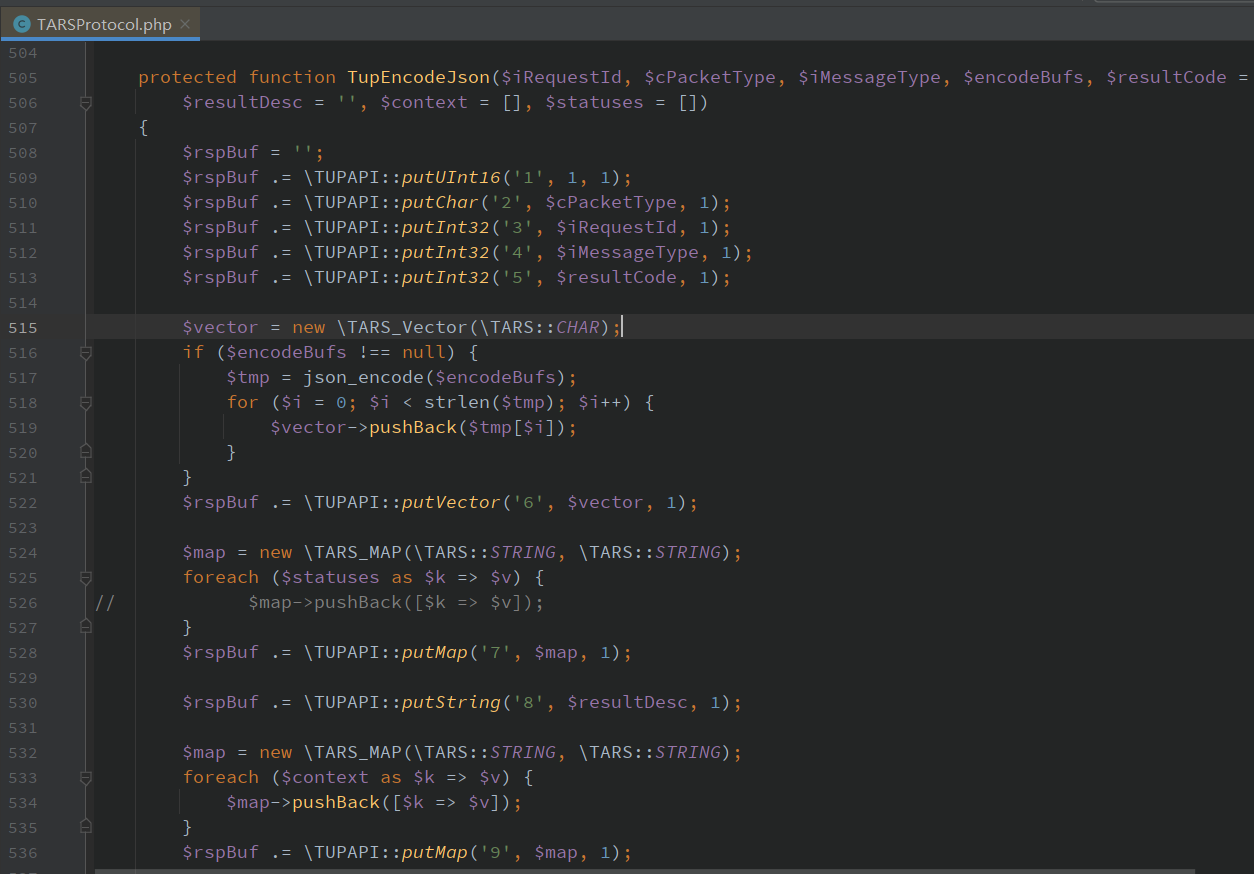 TARSProtocol.php
504
505 protected function TupEncodeJson($iRequestId, $cPacketType, $iMessageType, $encodeBufs, $resultCode =
506 $resultDesc = '', $context = [], $statuses = [])
507 {
508 $rspBuf = '';
509 $rspBuf .= \TUPAPI::putUInt16('1', 1, 1);
510 $rspBuf .= \TUPAPI::putChar('2', $cPacketType, 1);
511 $rspBuf .= \TUPAPI::putInt32('3', $iRequestId, 1);
512 $rspBuf .= \TUPAPI::putInt32('4', $iMessageType, 1);
513 $rspBuf .= \TUPAPI::putInt32('5', $resultCode, 1);
514
515 $vector = new \TARS_Vector(\TARS::CHAR);
516 if ($encodeBufs !== null) {
517 $tmp = json_encode($encodeBufs);
518 for ($i = 0; $i < strlen($tmp); $i++) {
519 $vector->pushBack($tmp[$i]);
520 }
521 }
522 $rspBuf .= \TUPAPI::putVector('6', $vector, 1);
523
524 $map = new \TARS_MAP(\TARS::STRING, \TARS::STRING);
525 foreach ($statuses as $k => $v) {
526 // $map->pushBack([$k => $v]);
527 }
528 $rspBuf .= \TUPAPI::putMap('7', $map, 1);
529
530 $rspBuf .= \TUPAPI::putString('8', $resultDesc, 1);
531
532 $map = new \TARS_MAP(\TARS::STRING, \TARS::STRING);
533 foreach ($context as $k => $v) {
534 $map->pushBack([$k => $v]);
535 }
536 $rspBuf .= \TUPAPI::putMap('9', $map, 1);